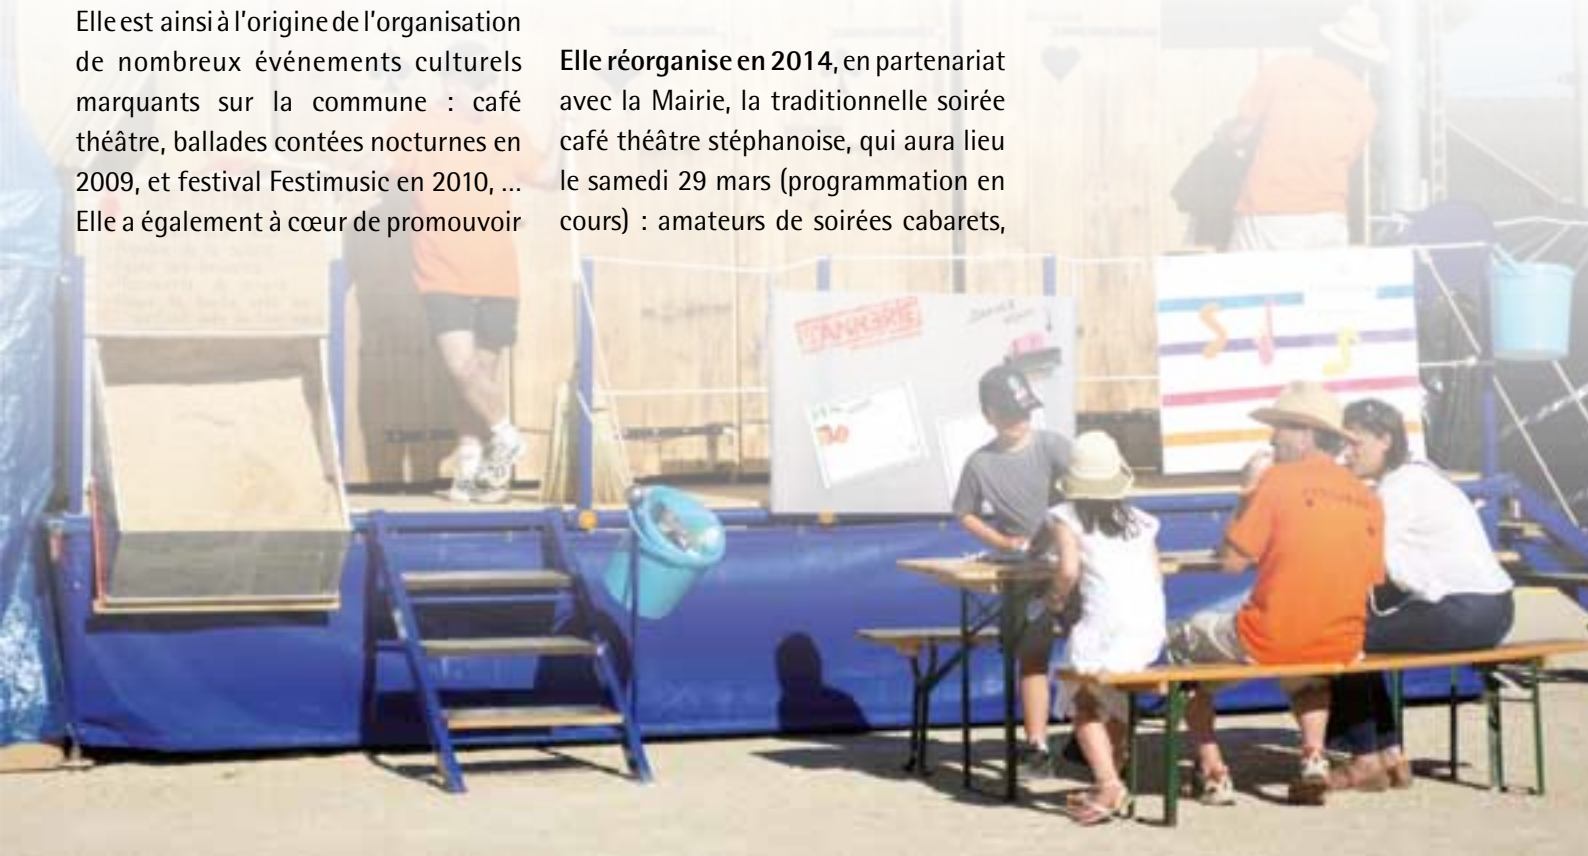 Elle est ainsi à l'origine de l'organisation
de nombreux événements culturels
marquants sur la commune : café
théâtre, ballades contées nocturnes en
2009, et festival Festimusic en 2010, ...
Elle a également à cœur de promouvoir
Elle réorganise en 2014, en partenariat
avec la Mairie, la traditionnelle soirée
café théâtre stéphanoise, qui aura lieu
le samedi 29 mars (programmation en
cours) : amateurs de soirées cabarets,